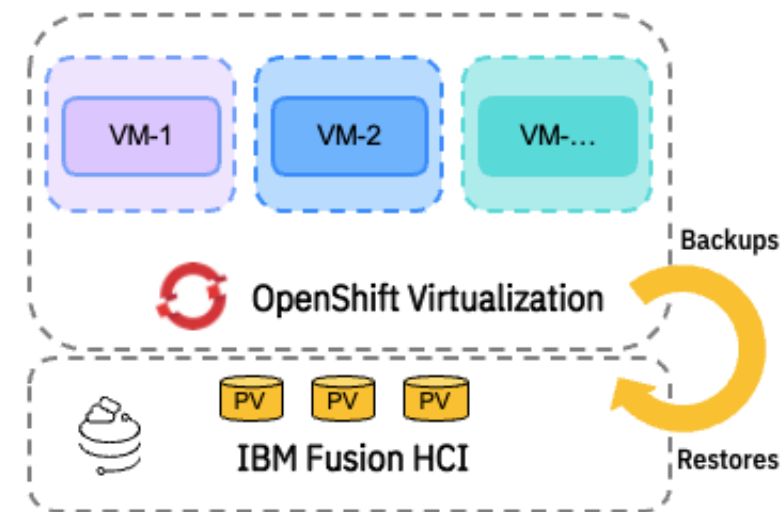 VM-1
VM-2
VM-...
Backups
OpenShift Virtualization
PV
PV
PV
IBM Fusion HCI
Restores